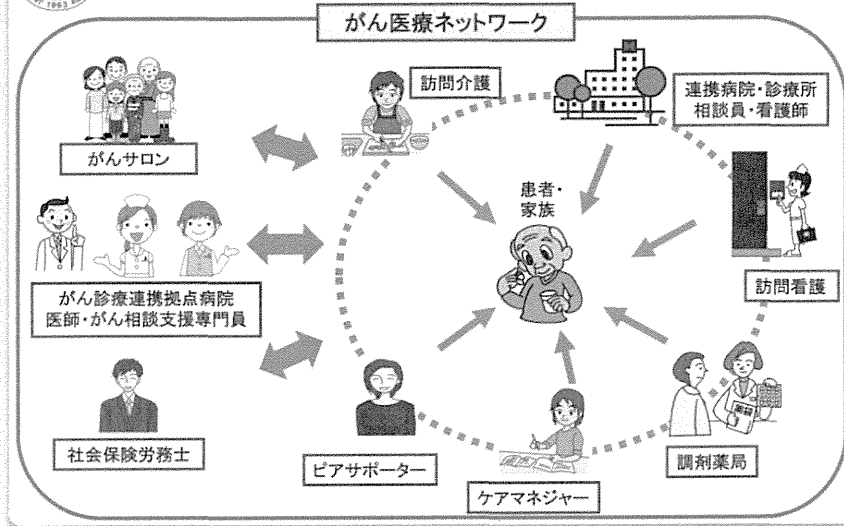 がん医療ネットワーク
訪問介護
連携病院・診療所
相談員・看護師
がんサロン
患者・
家族
訪問看護
がん診療連携拠点病院
医師・がん相談支援専門員
社会保険労務士
ピアサポーター
ケアマネジャー
調剤薬局